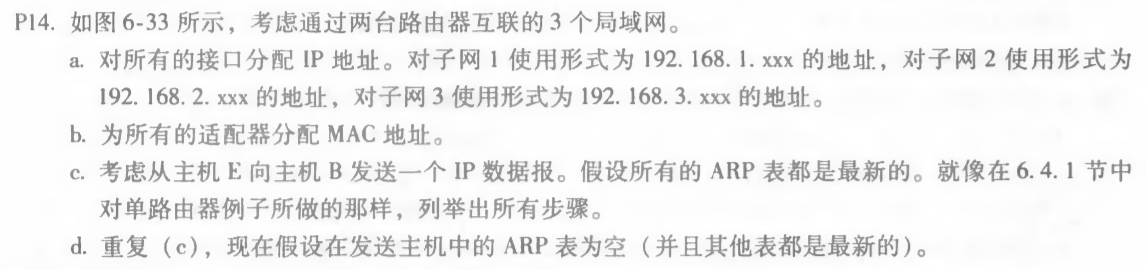 P14. 如图 6-33 所示，考虑通过两台路由器互联的 3 个局域网。
a. 对所有的接口分配 IP 地址。对子网 1 使用形式为 192. 168. 1. xxx 的地址，对子网 2 使用形式为
192. 168. 2. xxx 的地址，对子网 3 使用形式为 192. 168. 3. xxx 的地址。
b. 为所有的适配器分配 MAC 地址。
c. 考虑从主机 E 向主机 B 发送一个 IP 数据报。假设所有的 ARP 表都是最新的。就像在 6. 4. 1 节中
对单路由器例子所做的那样，列举出所有步骤。
d. 重复（c），现在假设在发送主机中的 ARP 表为空（并且其他表都是最新的）。